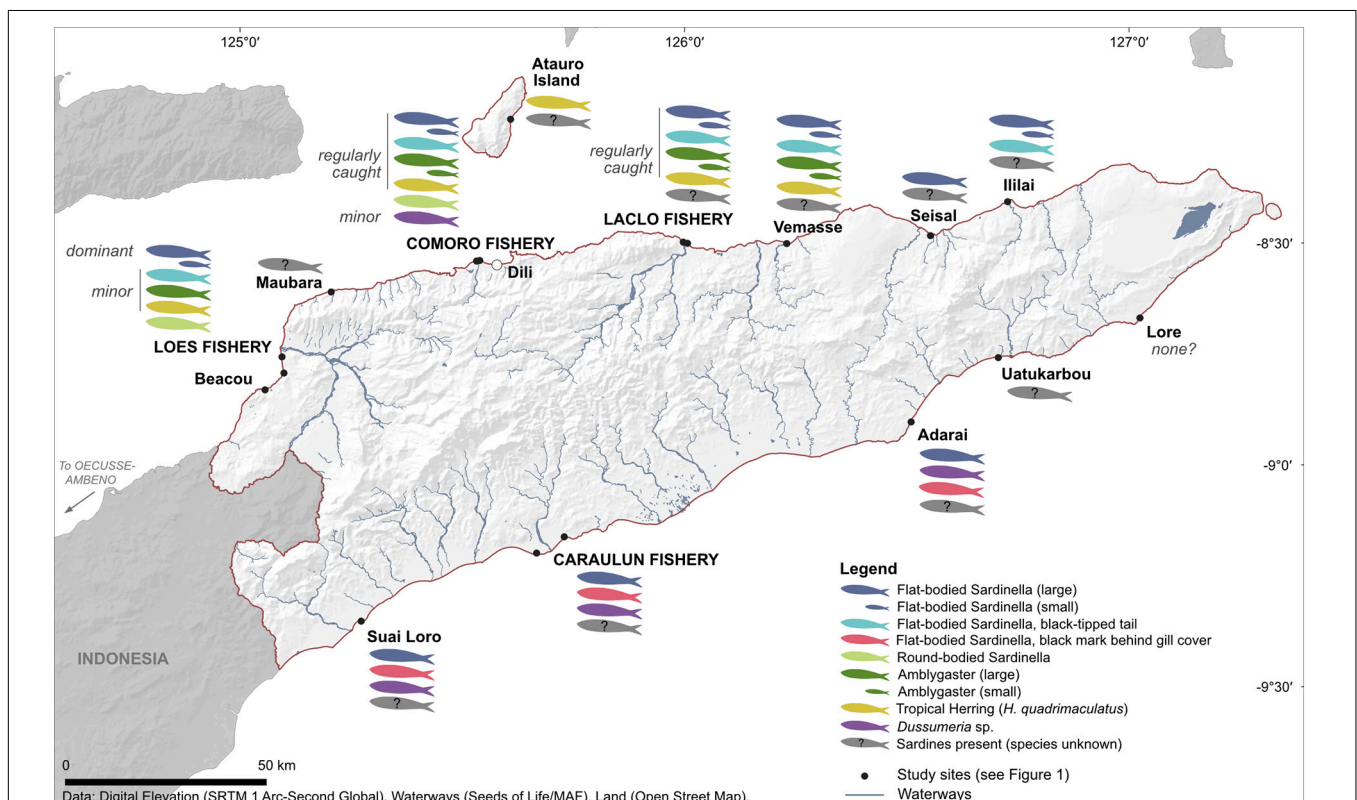 125°0′
126°0′
127°0′
Atauro
Island
?
regularly
caught
minor
regularly
caught
?
?
?
?
Ililai
Seisal
LACLO FISHERY
Vemasse
COMORO FISHERY
Dili
-8°30′
dominant
minor
?
Maubara
LOES FISHERY
Beacou
Lore
none?
Uatukarbou
?
Adarai
?
To OECUSSE-
AMBENO
-9°0′
CARAULUN FISHERY
?
Suai Loro
?
INDONESIA
-9°30′
Legend
Flat-bodied Sardinella (large)
Flat-bodied Sardinella (small)
Flat-bodied Sardinella, black-tipped tail
Flat-bodied Sardinella, black mark behind gill cover
Round-bodied Sardinella
Amblygaster (large)
Amblygaster (small)
Tropical Herring (H. quadrimaculatus)
Dussumeria sp.
? Sardines present (species unknown)
Study sites (see Figure 1)
Waterways
0 50 km
Data: Digital Elevation (SRTM 1 Arc-Second Global), Waterways (Seeds of Life/MAF), Land (Open Street Map).